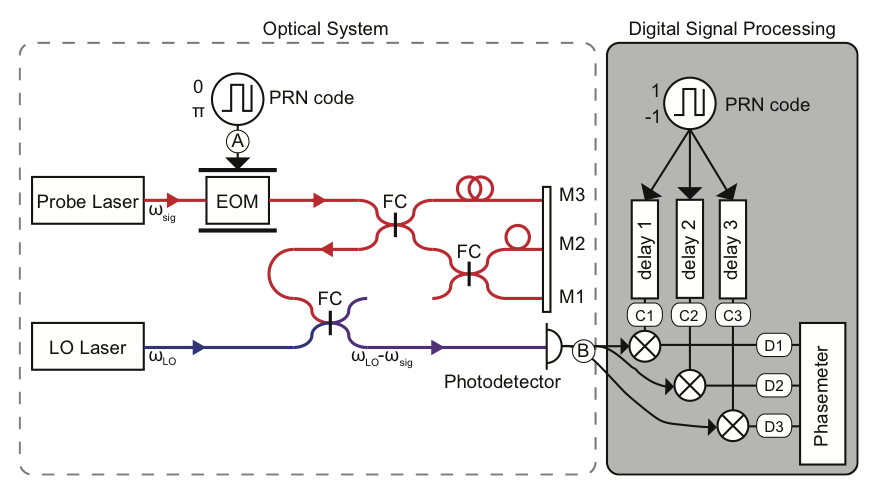 Optical System
Digital Signal Processing
0
π
PRN code
A
Probe Laser
ω_sig
EOM
FC
M3
FC
M2
M1
FC
LO Laser
ω_LO
ω_LO-ω_sig
Photodetector
B
1
-1
PRN code
delay 1
delay 2
delay 3
C1
C2
C3
D1
D2
D3
Phasemeter